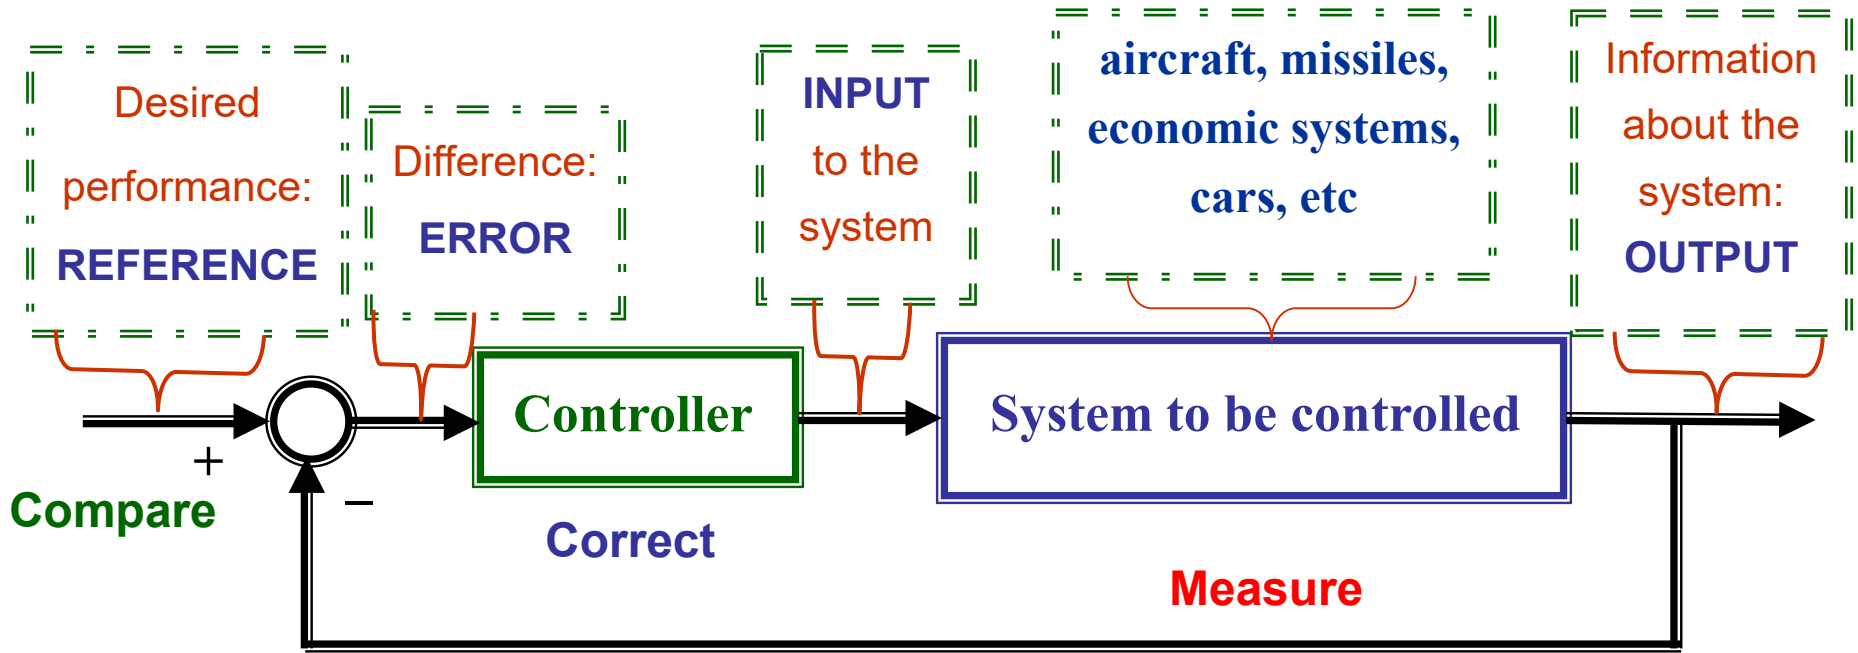 Desired
performance:
REFERENCE
Difference:
ERROR
INPUT
to the
system
aircraft, missiles,
economic systems,
cars, etc
Information
about the
system:
OUTPUT
Controller
System to be controlled
+
−
Compare
Correct
Measure